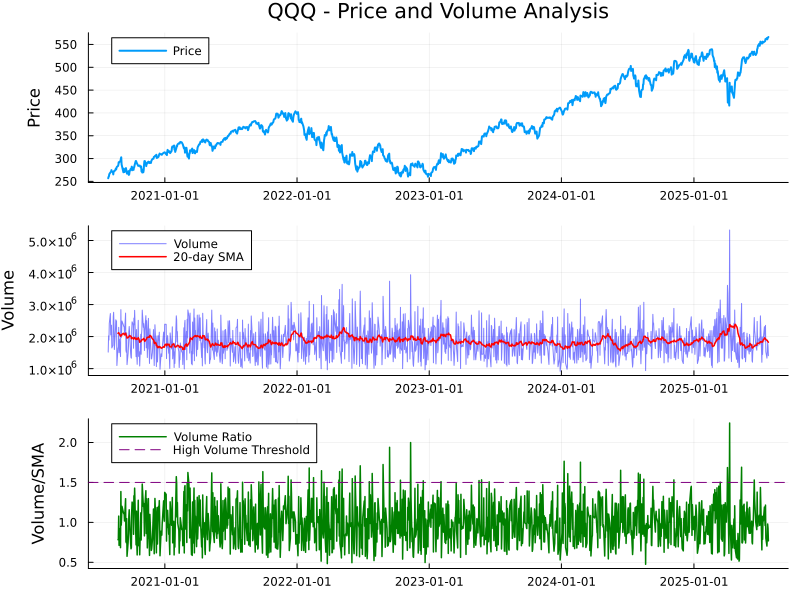 QQQ - Price and Volume Analysis
Price
550
500
450
400
350
300
250
Price
2021-01-01 2022-01-01 2023-01-01 2024-01-01 2025-01-01
Volume
5.0×10⁶
4.0×10⁶
3.0×10⁶
2.0×10⁶
1.0×10⁶
Volume
20-day SMA
2021-01-01 2022-01-01 2023-01-01 2024-01-01 2025-01-01
Volume/SMA
2.0
1.5
1.0
0.5
Volume Ratio
High Volume Threshold
2021-01-01 2022-01-01 2023-01-01 2024-01-01 2025-01-01